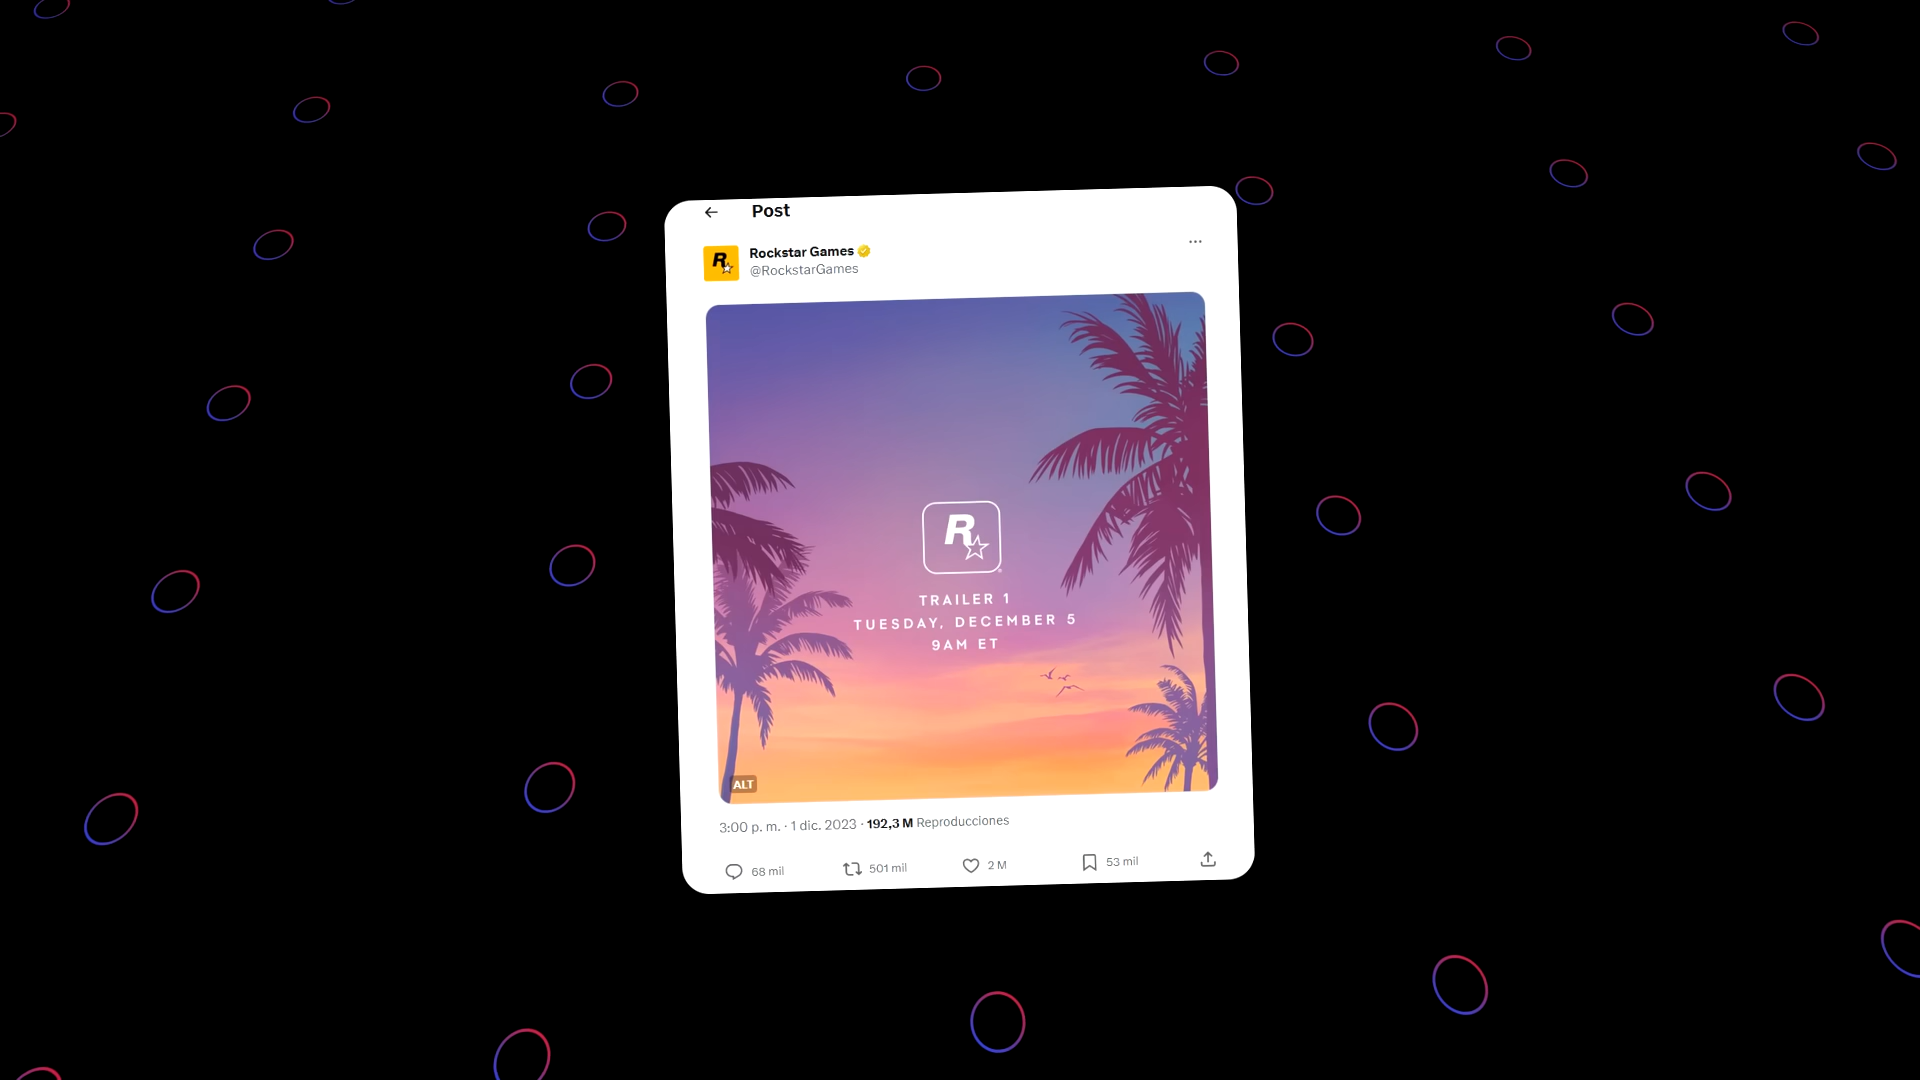 Post
Rockstar Games
@RockstarGames
R
R
TRAILER 1
TUESDAY, DECEMBER 5
9AM ET
ALT
3:00 p. m. · 1 dic. 2023 · 192,3 M Reproducciones
68 mil 501 mil 2 M 53 mil